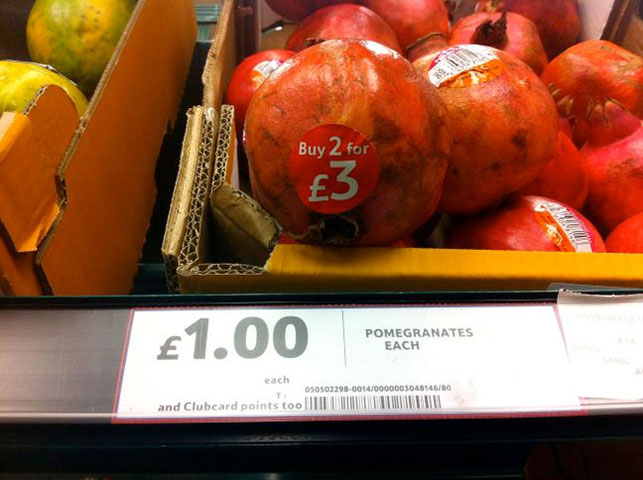 Buy 2 for
£3
£1.00
POMEGRANATES
EACH
each
050502298-0014/0000003048146/80
and Clubcard points too